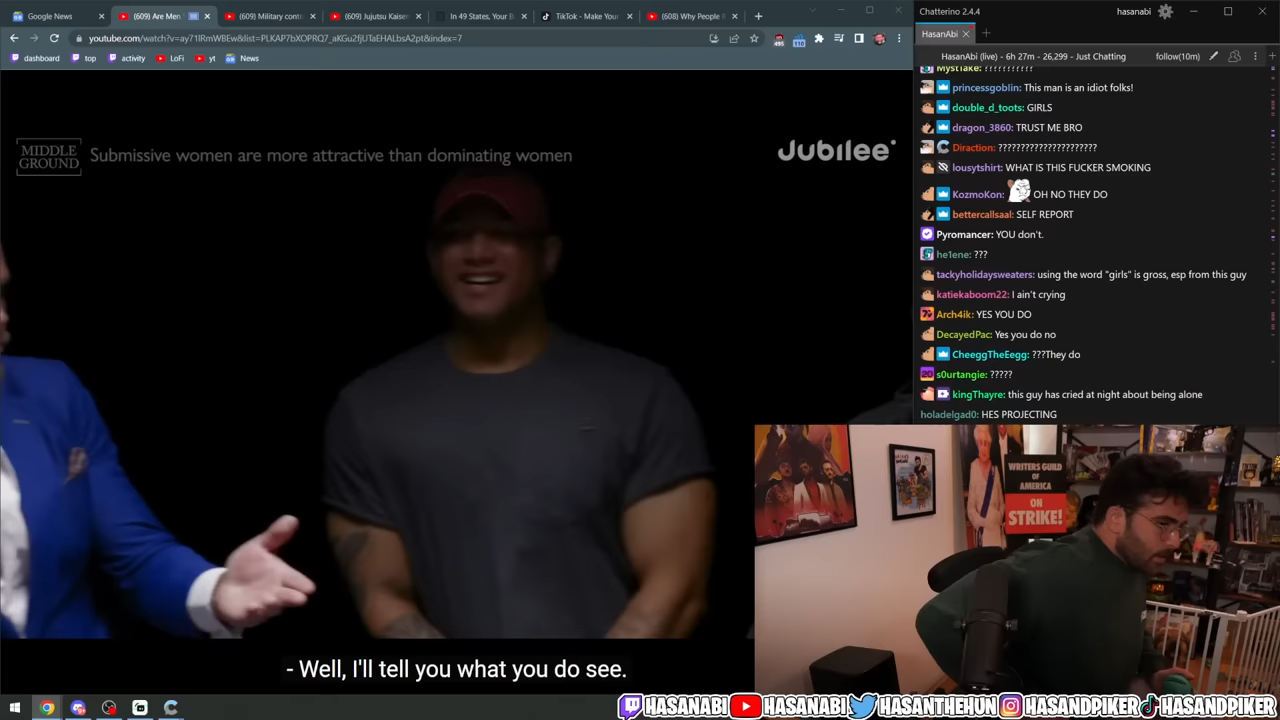 Google News
(609) Are Men
(609) Military contr
(609) Jujutsu Kaisen
In 49 States, Your B
TikTok - Make Your
(608) Why People F
youtube.com/watch?v=ay71lRmWBEw&list=PLKAP7bXOPRQ7_aKGu2fjUTaEHALbsA2pt&index=7
dashboard
top
activity
LoFi
yt
News
MIDDLE
GROUND
Submissive women are more attractive than dominating women
Jubilee
- Well, I'll tell you what you do see.
Chatterino 2.4.4
hasanabi
HasanAbi
HasanAbi (live) - 6h 27m - 26,299 - Just Chatting
follow(10m)
MystTake: ???????????
princessgoblin: This man is an idiot folks!
double_d_toots: GIRLS
dragon_3860: TRUST ME BRO
Diraction: ??????????????????????
lousytshirt: WHAT IS THIS FUCKER SMOKING
KozmoKon: OH NO THEY DO
bettercallsaal: SELF REPORT
Pyromancer: YOU don't.
he1ene: ???
tackyholidaysweaters: using the word "girls" is gross, esp from this guy
katiekaboom22: I ain't crying
Arch4ik: YES YOU DO
DecayedPac: Yes you do no
CheeggTheEegg: ???They do
s0urtangie: ?????
kingThayre: this guy has cried at night about being alone
holadelgad0: HES PROJECTING
WRITERS GUILD
OF
AMERICA
ON
STRIKE!
HASANABI
HASANABI
HASANTHEHUN
HASANDPIKER
HASANDPIKER